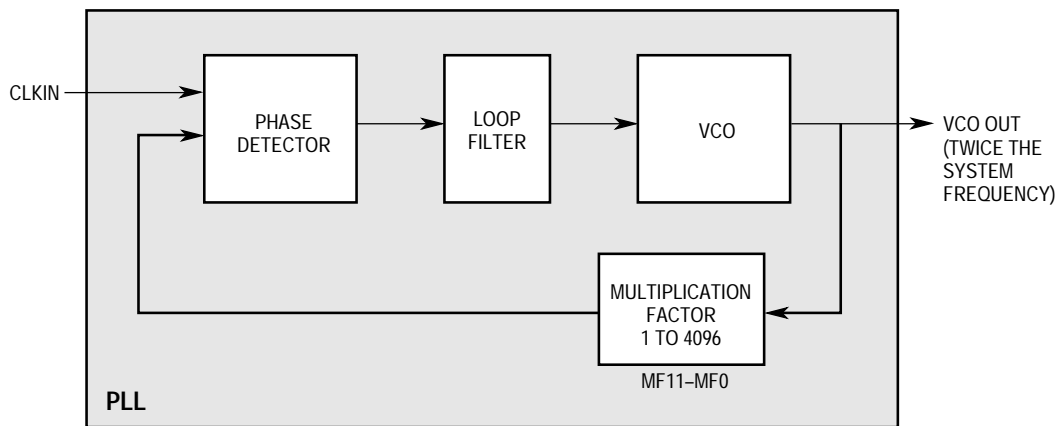 CLKIN
PHASE
DETECTOR
LOOP
FILTER
VCO
VCO OUT
(TWICE THE
SYSTEM
FREQUENCY)
MULTIPLICATION
FACTOR
1 TO 4096
MF11–MF0
PLL